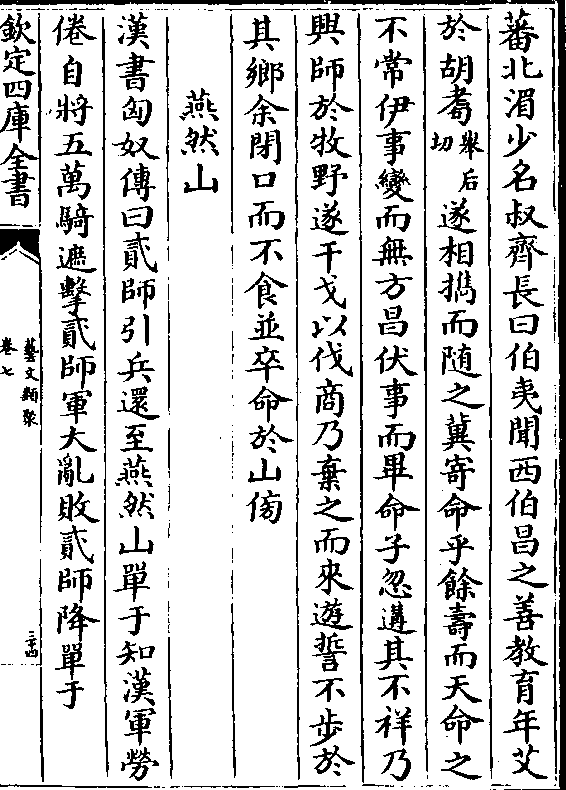 蕃北湄少名叔齊長曰伯夷聞西伯昌之善教育年艾
於胡耈舉后切遂相擕而随之冀寄命乎餘壽而天命之
不常伊事變而無方昌伏事而畢命子忽遘其不祥乃
興師於牧野遂干戈以伐商乃棄之而來遊誓不步於
其鄉余閉口而不食並卒命於山傍
燕然山
漢書匈奴傳曰貳師引兵還至燕然山單于知漢軍勞
倦自將五萬騎遮擊貳師軍大亂敗貳師降單于
欽定四庫全書
藝文類聚
卷七
二十四